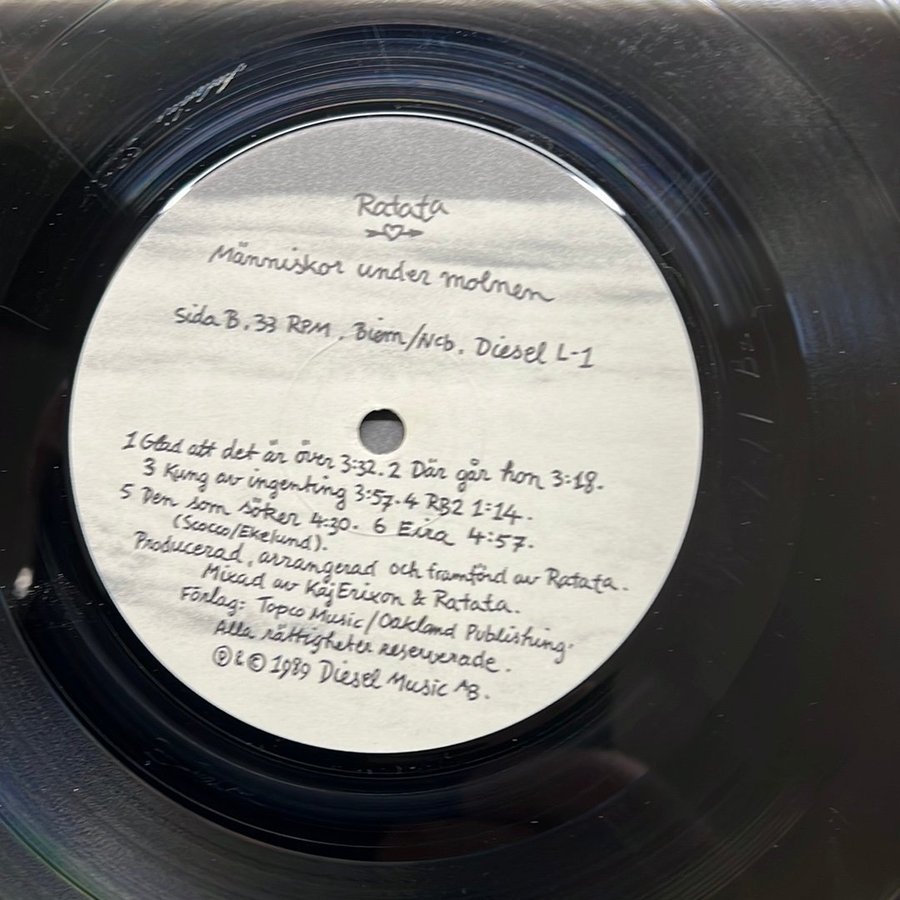 Ratata
Människor under molnen
Sida B. 33 RPM. Biem/Ncb. Diesel L-1
1 Glad att det är över 3:32. 2 Där går hon 3:18.
3 Kung av ingenting 3:57. 4 RB2 1:14.
5 Den som söker 4:30. 6 Eira 4:57.
(Scocco/Ekelund).
Producerad, arrangerad och framförd av Ratata.
Mixad av Kaj Erixon & Ratata.
Förlag: Topco Music/Oakland Publishing.
Alla rättigheter reserverade.
℗ & © 1989 Diesel Music AB.